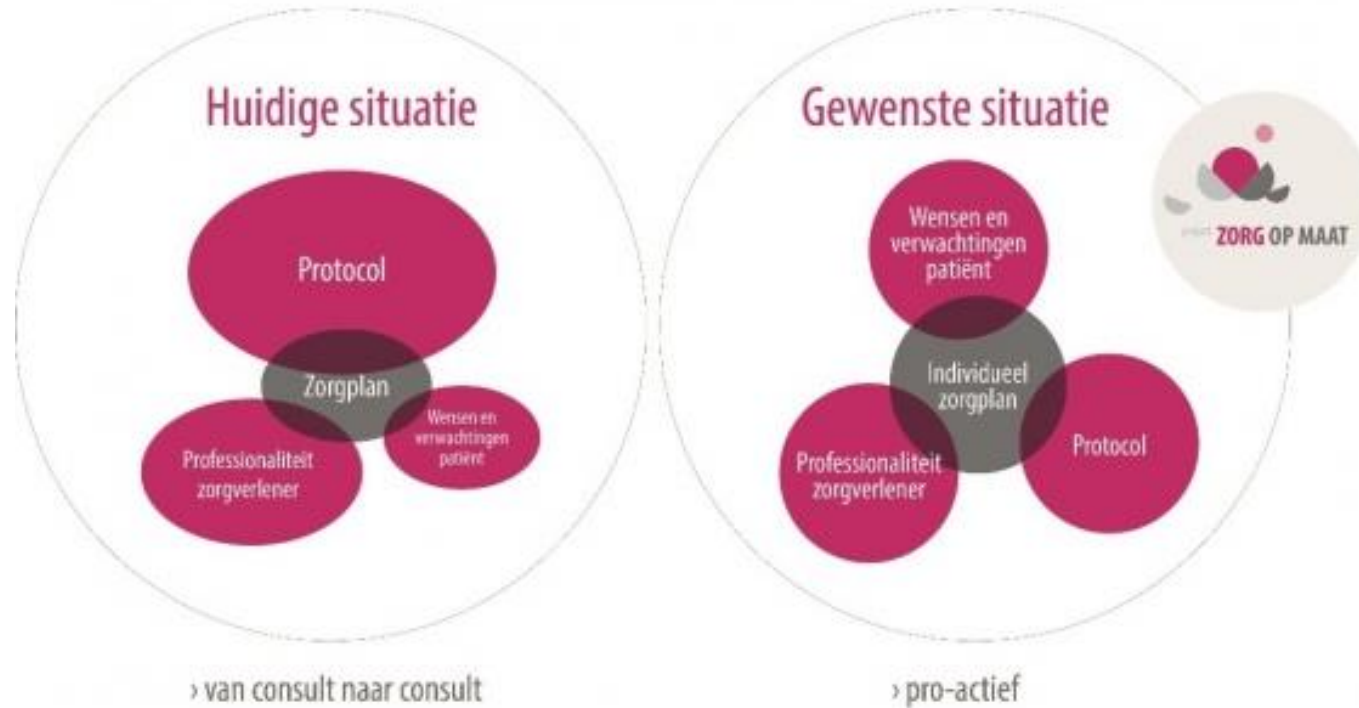 Huidige situatie
Protocol
Zorgplan
Professionaliteit
zorgverlener
Wensen en
verwachtingen
patiënt
› van consult naar consult
Gewenste situatie
Wensen en
verwachtingen
patiënt
Individueel
zorgplan
Professionaliteit
zorgverlener
Protocol
› pro-actief
ZORG OP MAAT